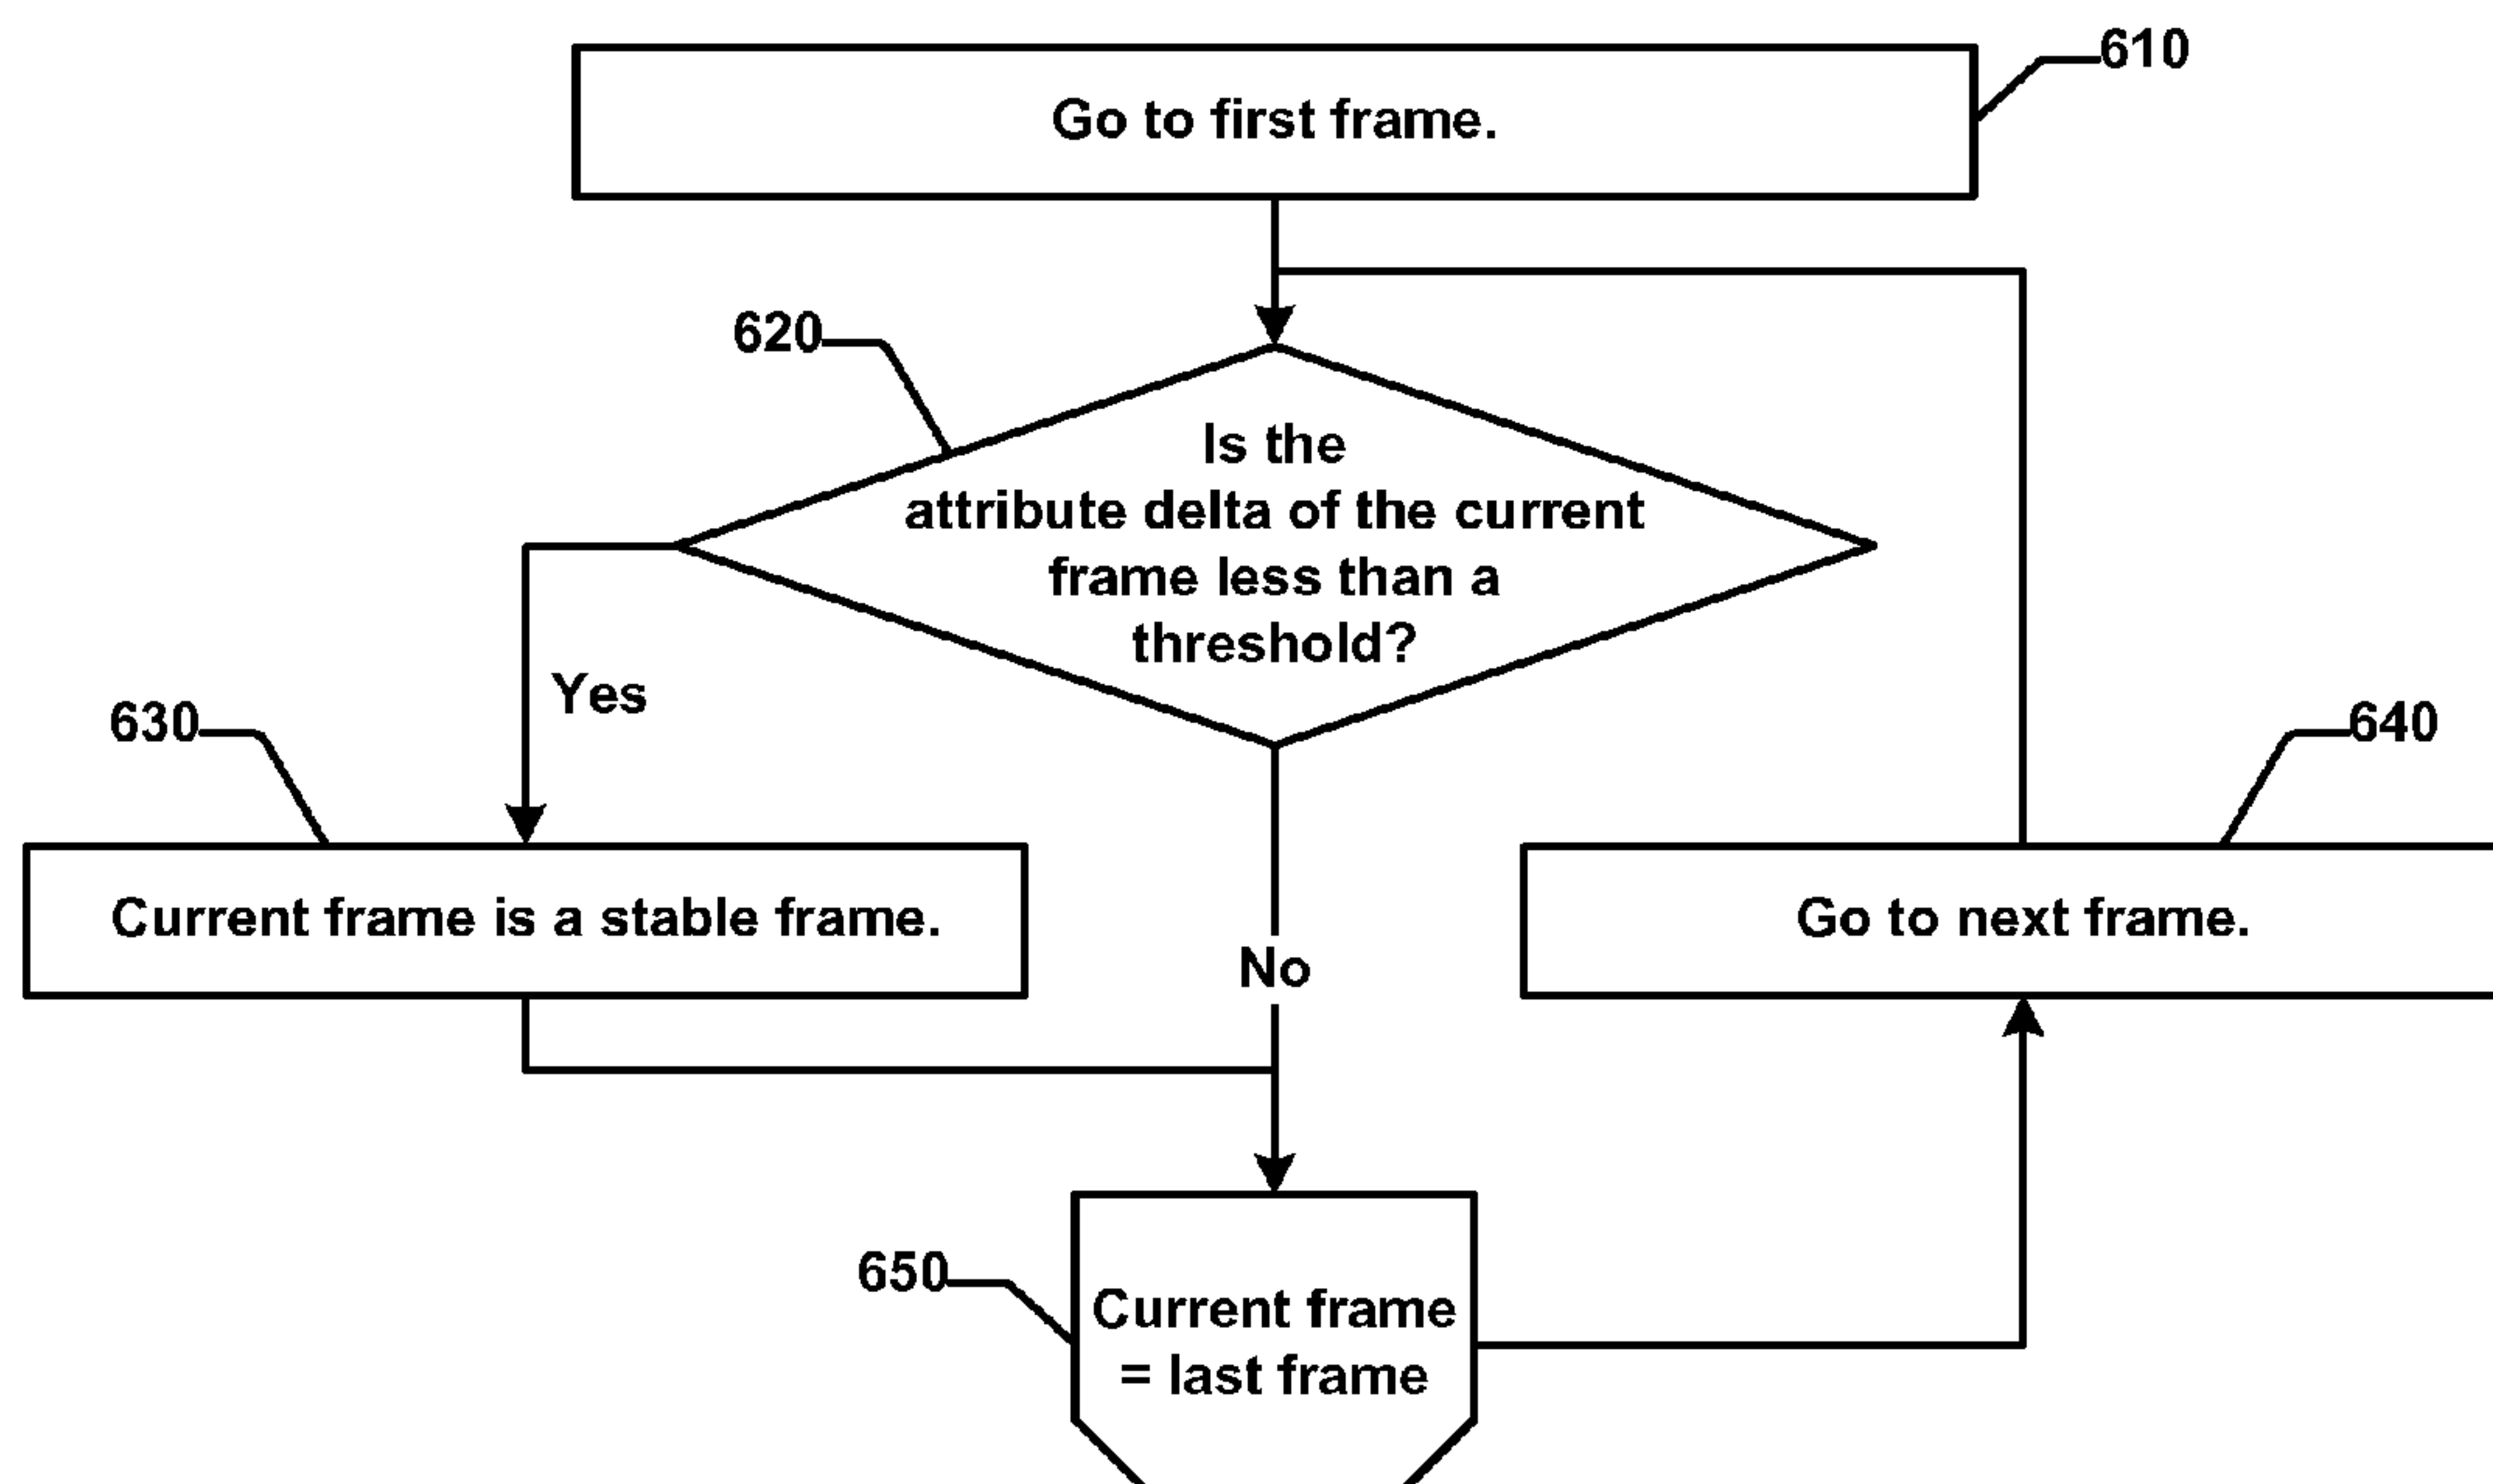 610
Go to first frame.
620
Is the
attribute delta of the current
frame less than a
threshold?
Yes
630
640
Current frame is a stable frame.
Go to next frame.
No
650
Current frame
= last frame